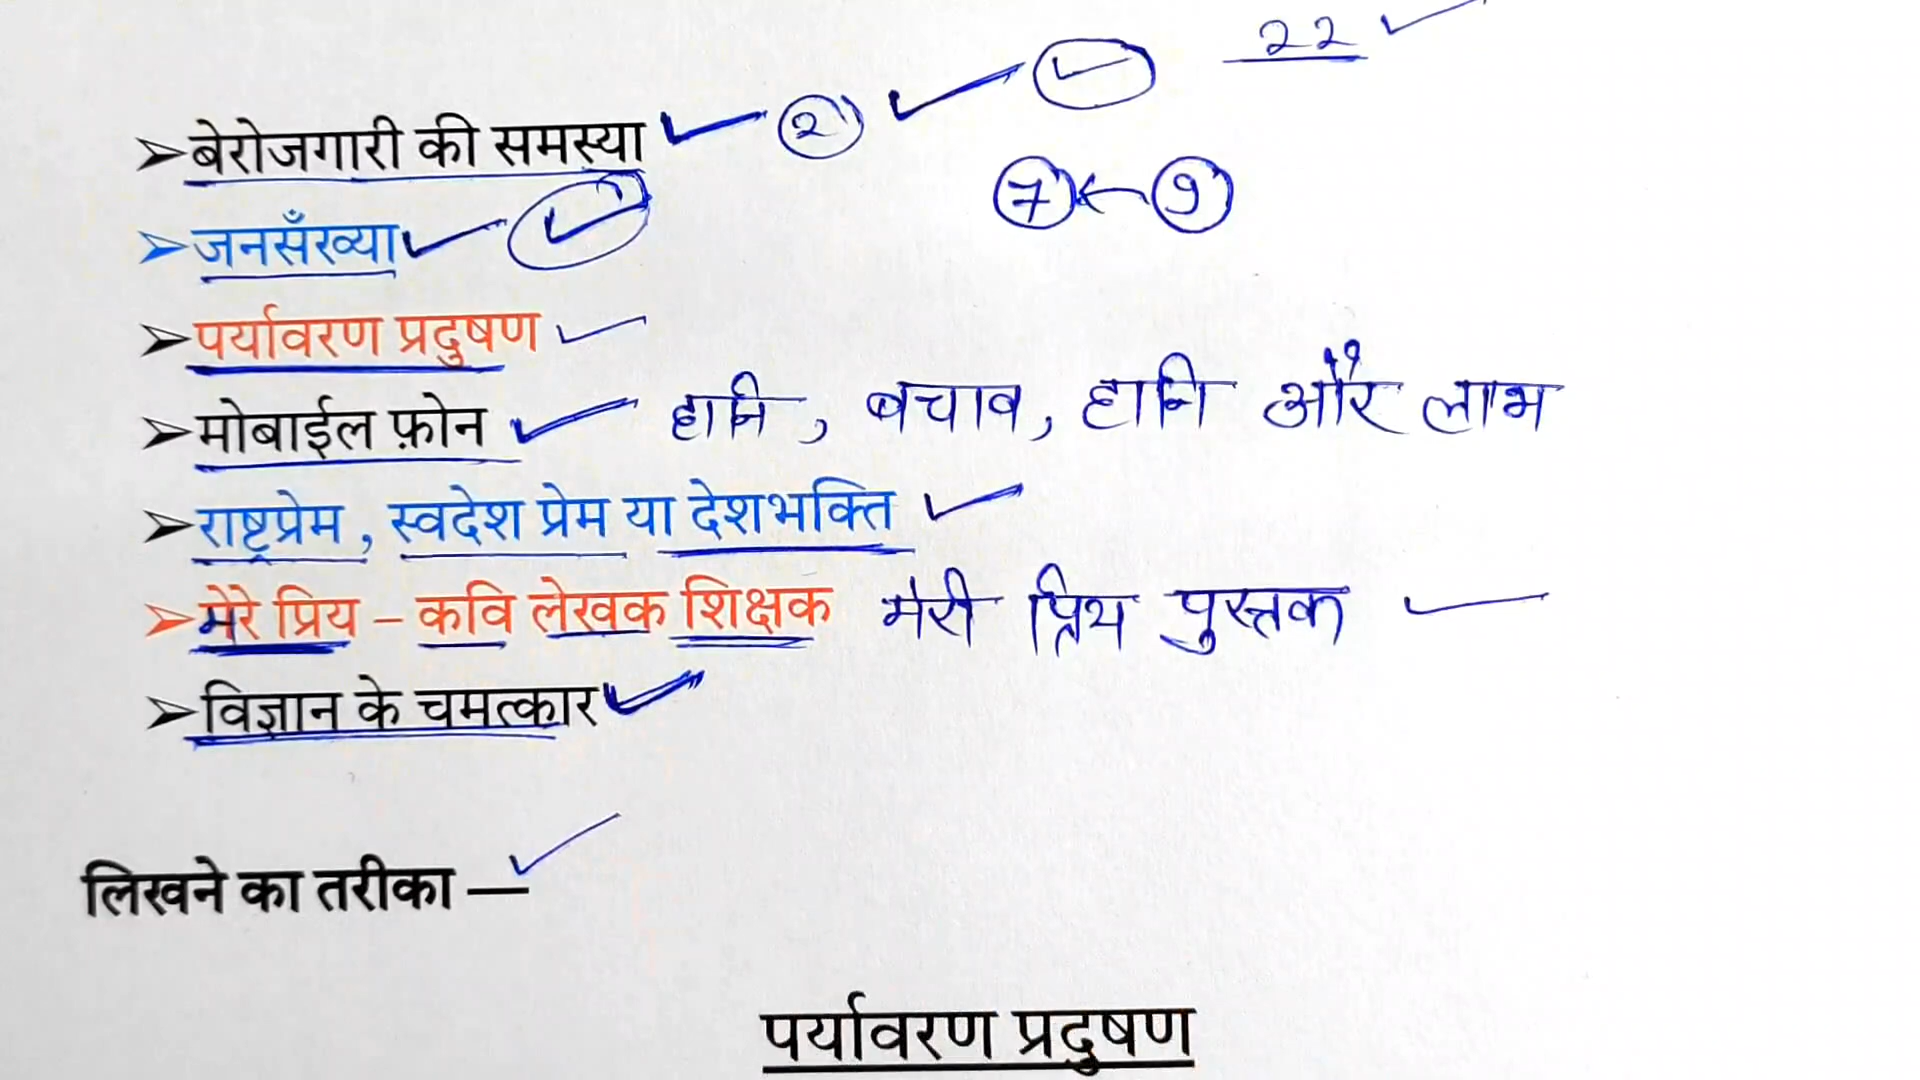 22
➢बेरोजगारी की समस्या 2
7 ← 9
➢जनसँख्या
➢पर्यावरण प्रदुषण
➢मोबाईल फ़ोन हानि, बचाव, हानि और लाभ
➢राष्ट्रप्रेम , स्वदेश प्रेम या देशभक्ति
➢मेरे प्रिय – कवि लेखक शिक्षक मेरी प्रिय पुस्तक
➢विज्ञान के चमत्कार
लिखने का तरीका —
पर्यावरण प्रदुषण